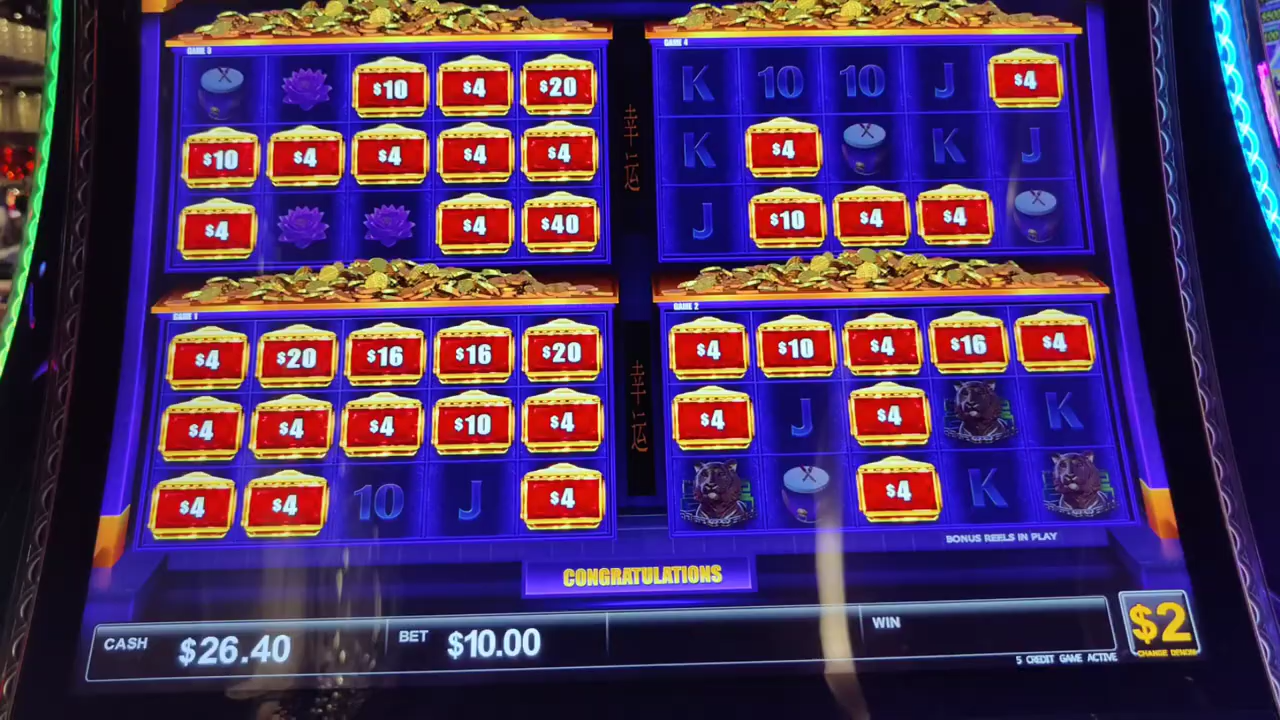 GAME 3
$10 $4 $20
$10 $4 $4 $4 $4
$4 $4 $40
GAME 4
K 10 10 J $4
K $4 K J
J $10 $4 $4
幸运
GAME 1
$4 $20 $16 $16 $20
$4 $4 $4 $10 $4
$4 $4 10 J $4
GAME 2
$4 $10 $4 $16 $4
$4 J $4 K
$4 K
幸运
BONUS REELS IN PLAY
CONGRATULATIONS
CASH $26.40 BET $10.00 WIN
$2
CHANGE DENOM
5 CREDIT GAME ACTIVE